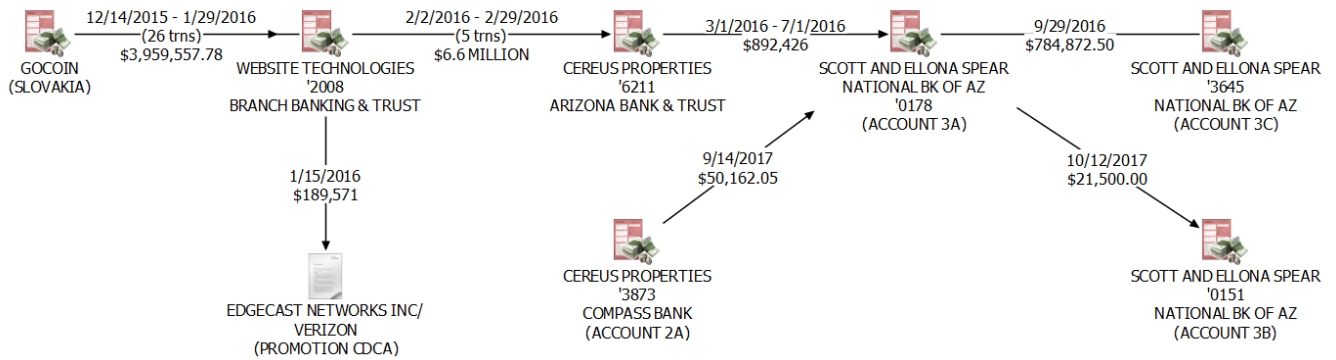 12/14/2015 - 1/29/2016
(26 trns)
$3,959,557.78
2/2/2016 - 2/29/2016
(5 trns)
$6.6 MILLION
3/1/2016 - 7/1/2016
$892,426
9/29/2016
$784,872.50
GOCOIN
(SLOVAKIA)
WEBSITE TECHNOLOGIES
'2008
BRANCH BANKING & TRUST
CEREUS PROPERTIES
'6211
ARIZONA BANK & TRUST
SCOTT AND ELLONA SPEAR
NATIONAL BK OF AZ
'0178
(ACCOUNT 3A)
SCOTT AND ELLONA SPEAR
'3645
NATIONAL BK OF AZ
(ACCOUNT 3C)
1/15/2016
$189,571
9/14/2017
$50,162.05
10/12/2017
$21,500.00
EDGECAST NETWORKS INC/
VERIZON
(PROMOTION CDCA)
CEREUS PROPERTIES
'3873
COMPASS BANK
(ACCOUNT 2A)
SCOTT AND ELLONA SPEAR
'0151
NATIONAL BK OF AZ
(ACCOUNT 3B)